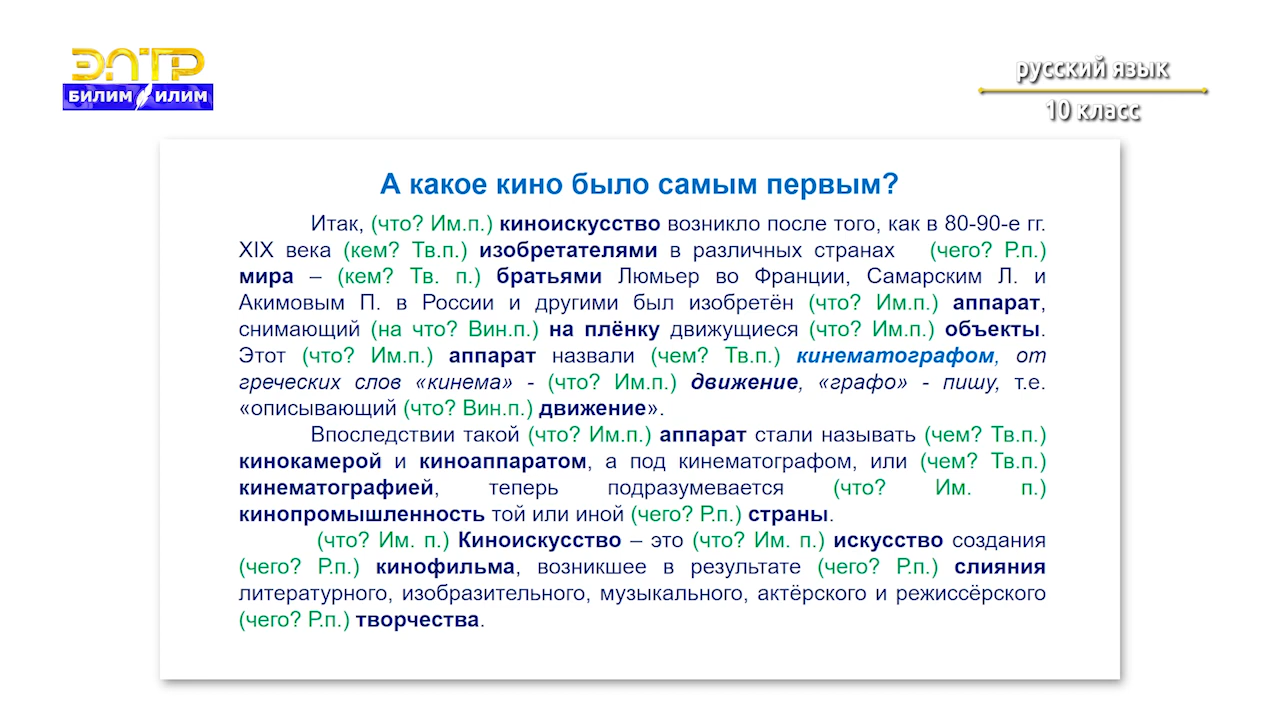 ЭЛТР
БИЛИМ ИЛИМ
русский язык
10 класс
А какое кино было самым первым?
Итак, (что? Им.п.) киноискусство возникло после того, как в 80-90-е гг.
XIX века (кем? Тв.п.) изобретателями в различных странах (чего? Р.п.)
мира – (кем? Тв. п.) братьями Люмьер во Франции, Самарским Л. и
Акимовым П. в России и другими был изобретён (что? Им.п.) аппарат,
снимающий (на что? Вин.п.) на плёнку движущиеся (что? Им.п.) объекты.
Этот (что? Им.п.) аппарат назвали (чем? Тв.п.) кинематографом, от
греческих слов «кинема» - (что? Им.п.) движение, «графо» - пишу, т.е.
«описывающий (что? Вин.п.) движение».
Впоследствии такой (что? Им.п.) аппарат стали называть (чем? Тв.п.)
кинокамерой и киноаппаратом, а под кинематографом, или (чем? Тв.п.)
кинематографией, теперь подразумевается (что? Им. п.)
кинопромышленность той или иной (чего? Р.п.) страны.
(что? Им. п.) Киноискусство – это (что? Им. п.) искусство создания
(чего? Р.п.) кинофильма, возникшее в результате (чего? Р.п.) слияния
литературного, изобразительного, музыкального, актёрского и режиссёрского
(чего? Р.п.) творчества.